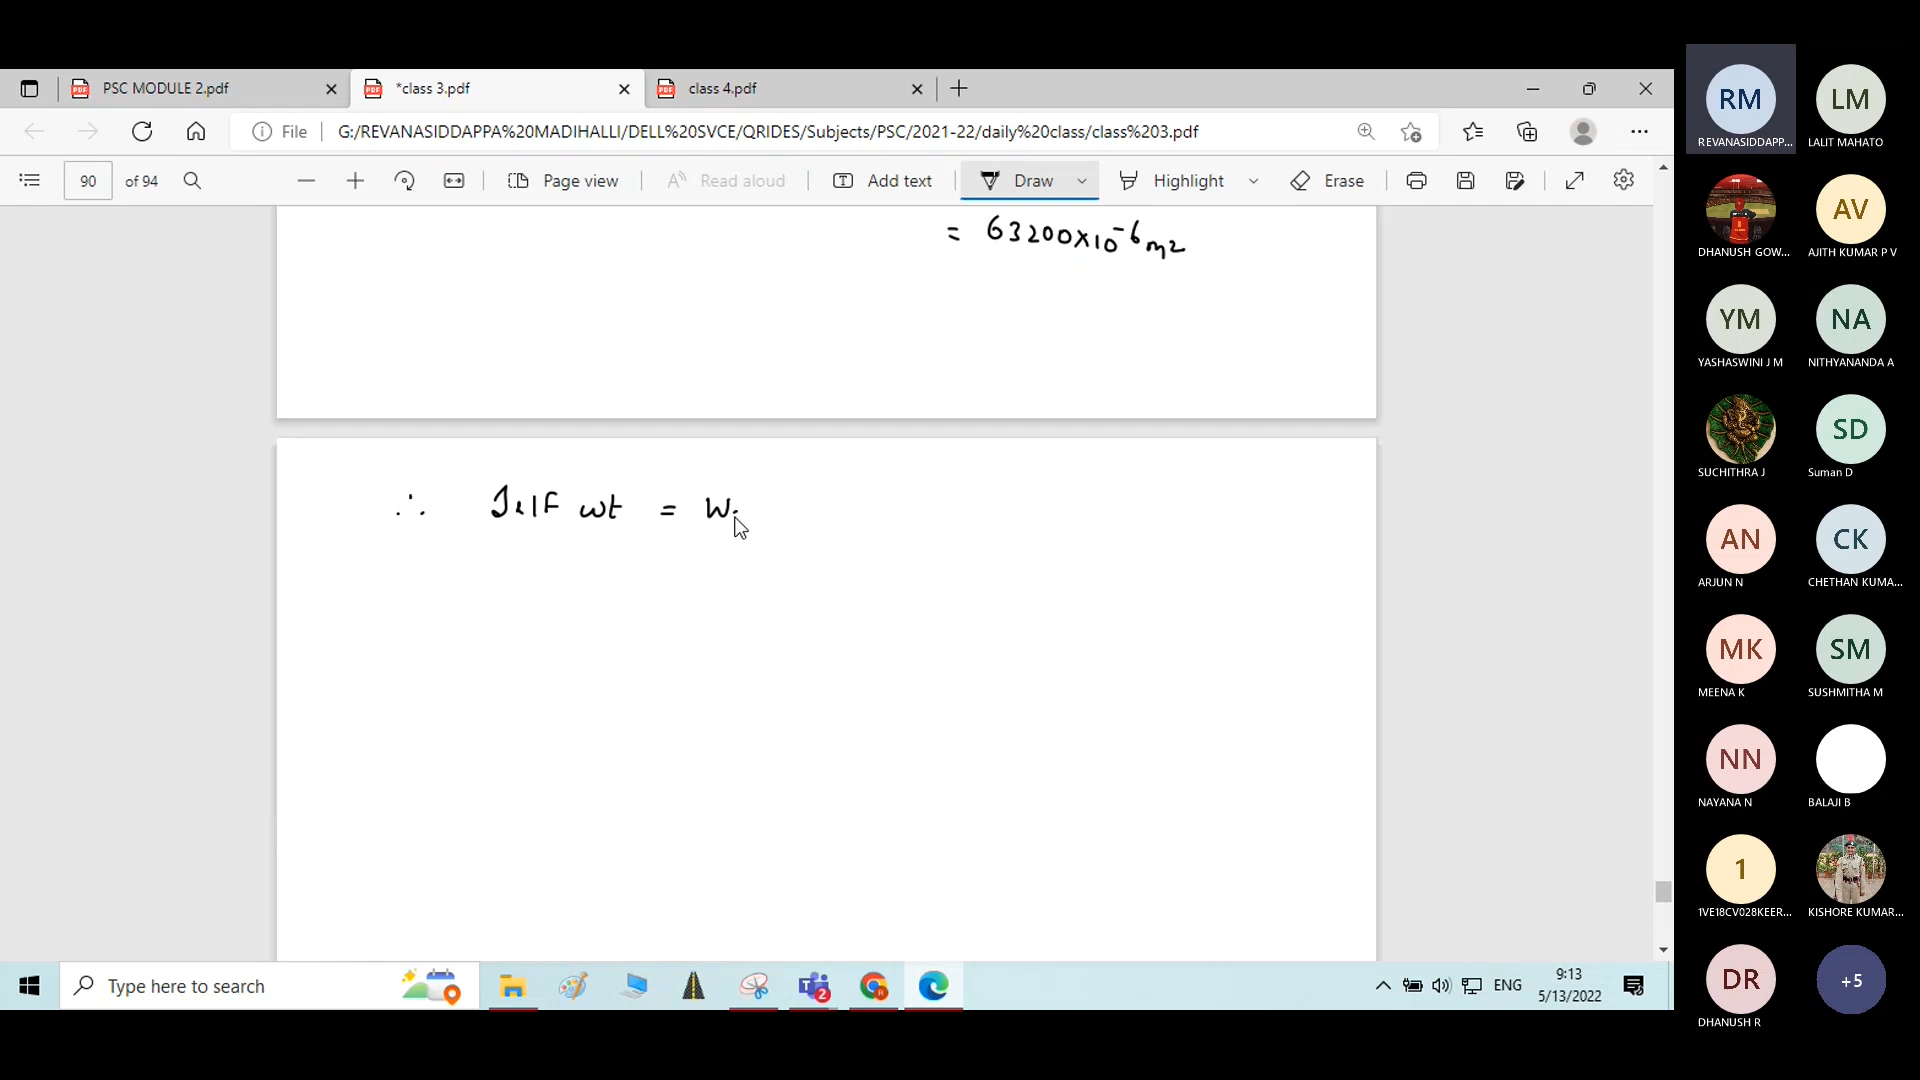 PSC MODULE 2.pdf
*class 3.pdf
class 4.pdf
File
G:/REVANASIDDAPPA%20MADIHALLI/DELL%20SVCE/QRIDES/Subjects/PSC/2021-22/daily%20class/class%203.pdf
90 of 94
Page view
Read aloud
Add text
Draw
Highlight
Erase
= 63200x10-6 m2
∴ Self wt = W
Type here to search
2
ENG
9:13
5/13/2022
RM
REVANASIDDAPP...
LM
LALIT MAHATO
DHANUSH GOW...
AV
AJITH KUMAR P V
YM
YASHASWINI J M
NA
NITHYANANDA A
SUCHITHRA J
SD
Suman D
AN
ARJUN N
CK
CHETHAN KUMA...
MK
MEENA K
SM
SUSHMITHA M
NN
NAYANA N
BALAJI B
1
1VE18CV028KEER...
KISHORE KUMAR...
DR
DHANUSH R
+5